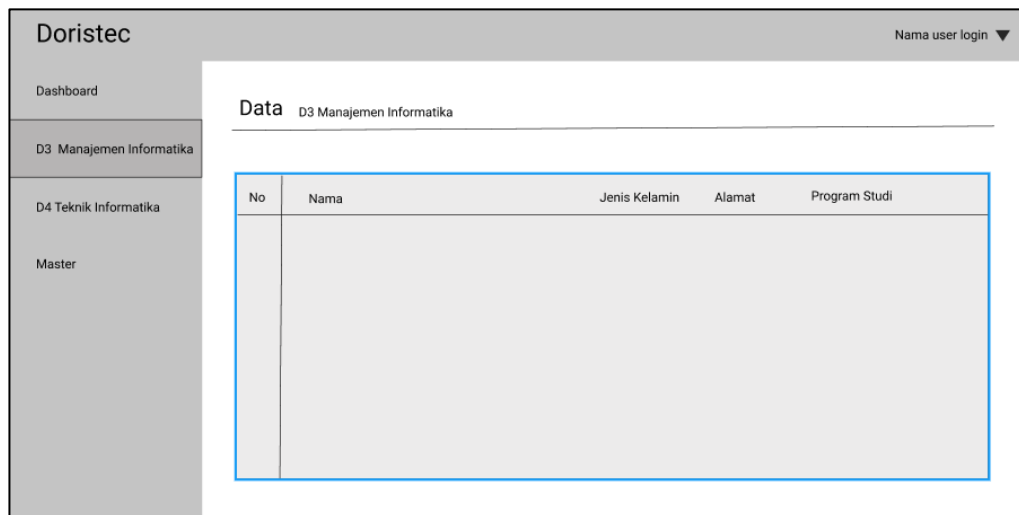 Doristec
Nama user login
Dashboard
D3 Manajemen Informatika
D4 Teknik Informatika
Master
Data D3 Manajemen Informatika
No Nama Jenis Kelamin Alamat Program Studi